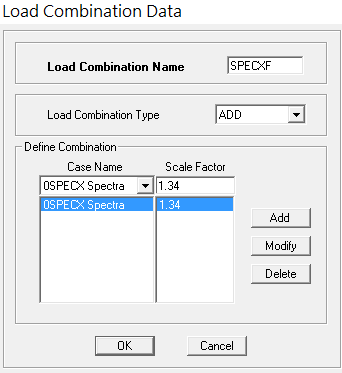 Load Combination Data
Load Combination Name SPECXF
Load Combination Type ADD
Define Combination
Case Name Scale Factor
0SPECX Spectra 1.34
0SPECX Spectra 1.34
Add
Modify
Delete
OK Cancel